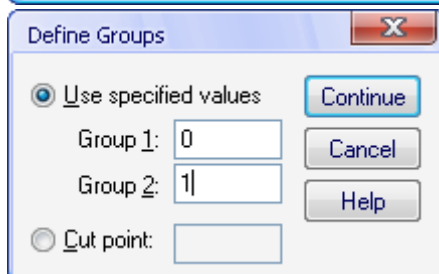 Define Groups
Use specified values
Continue
Group 1: 0
Cancel
Group 2: 1
Help
Cut point: